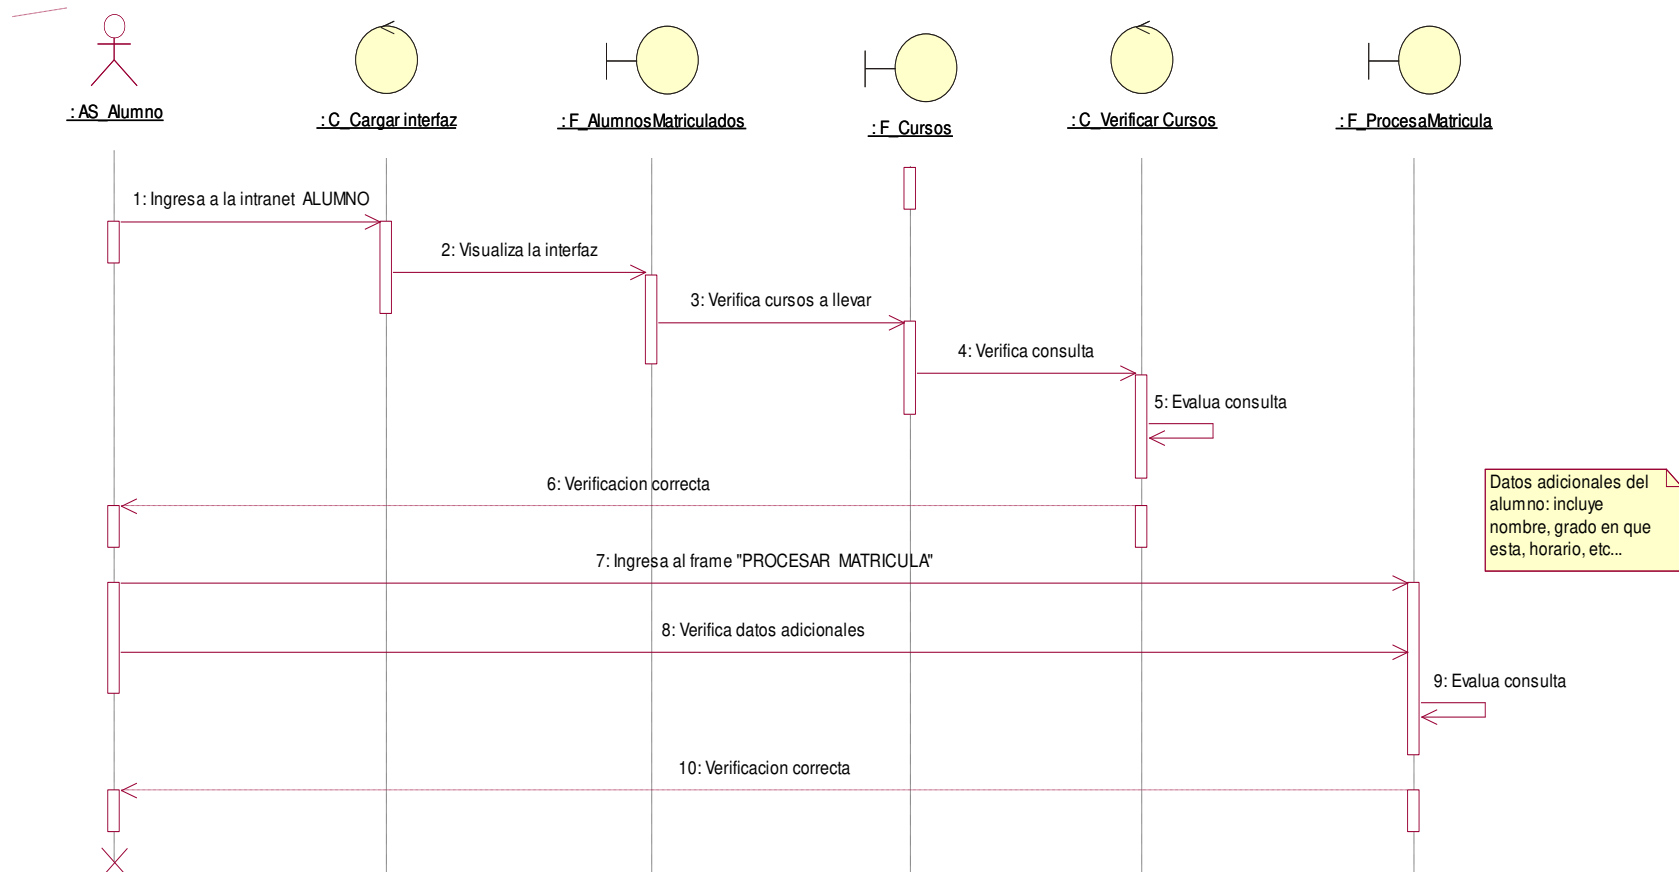 : AS_Alumno
: C_Cargar interfaz
: F_AlumnosMatriculados
: F_Cursos
: C_Verificar Cursos
: F_ProcesaMatricula
1: Ingresa a la intranet ALUMNO
2: Visualiza la interfaz
3: Verifica cursos a llevar
4: Verifica consulta
5: Evalua consulta
6: Verificacion correcta
Datos adicionales del
alumno: incluye
nombre, grado en que
esta, horario, etc...
7: Ingresa al frame "PROCESAR MATRICULA"
8: Verifica datos adicionales
9: Evalua consulta
10: Verificacion correcta